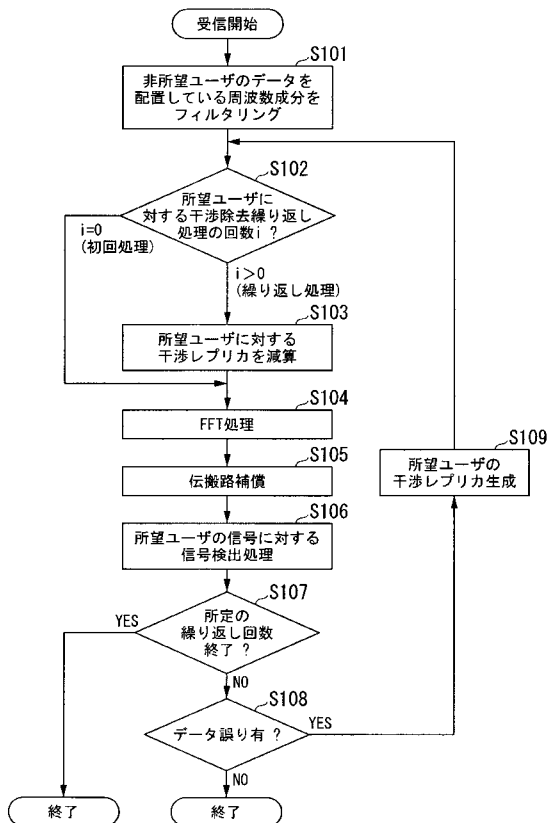 受信開始
S101
非所望ユーザのデータを
配置している周波数成分を
フィルタリング
S102
所望ユーザに
対する干渉除去繰り返し
処理の回数i ?
i=0
(初回処理)
i>0
(繰り返し処理)
S103
所望ユーザに対する
干渉レプリカを減算
S104
FFT処理
S109
所望ユーザの
干渉レプリカ生成
S105
伝搬路補償
S106
所望ユーザの信号に対する
信号検出処理
S107
所定の
繰り返し回数
終了 ?
YES
NO
S108
データ誤り有 ?
YES
NO
終了
終了